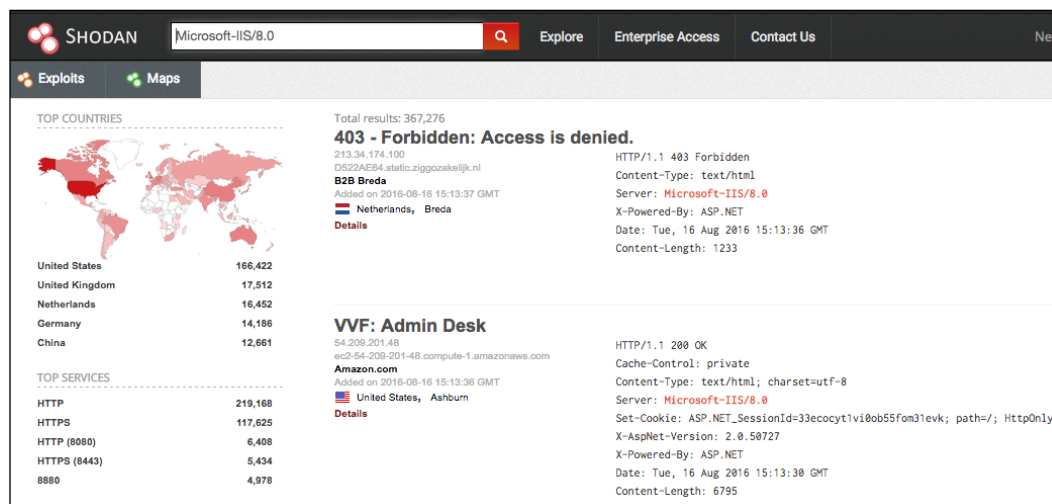 SHODAN
Microsoft-IIS/8.0
Explore
Enterprise Access
Contact Us
Ne
Exploits
Maps
TOP COUNTRIES
United States 166,422
United Kingdom 17,512
Netherlands 16,452
Germany 14,186
China 12,661
TOP SERVICES
HTTP 219,168
HTTPS 117,625
HTTP (8080) 6,408
HTTPS (8443) 5,434
8880 4,978
Total results: 367,276
403 - Forbidden: Access is denied.
213.34.174.100
D522AE64.static.ziggozakelijk.nl
B2B Breda
Added on 2016-08-16 15:13:37 GMT
Netherlands, Breda
Details
HTTP/1.1 403 Forbidden
Content-Type: text/html
Server: Microsoft-IIS/8.0
X-Powered-By: ASP.NET
Date: Tue, 16 Aug 2016 15:13:36 GMT
Content-Length: 1233
VVF: Admin Desk
54.209.201.48
ec2-54-209-201-48.compute-1.amazonaws.com
Amazon.com
Added on 2016-08-16 15:13:36 GMT
United States, Ashburn
Details
HTTP/1.1 200 OK
Cache-Control: private
Content-Type: text/html; charset=utf-8
Server: Microsoft-IIS/8.0
Set-Cookie: ASP.NET_SessionId=33ecocyt1vi0ob55fom31evk; path=/; HttpOnly
X-AspNet-Version: 2.0.50727
X-Powered-By: ASP.NET
Date: Tue, 16 Aug 2016 15:13:30 GMT
Content-Length: 6795